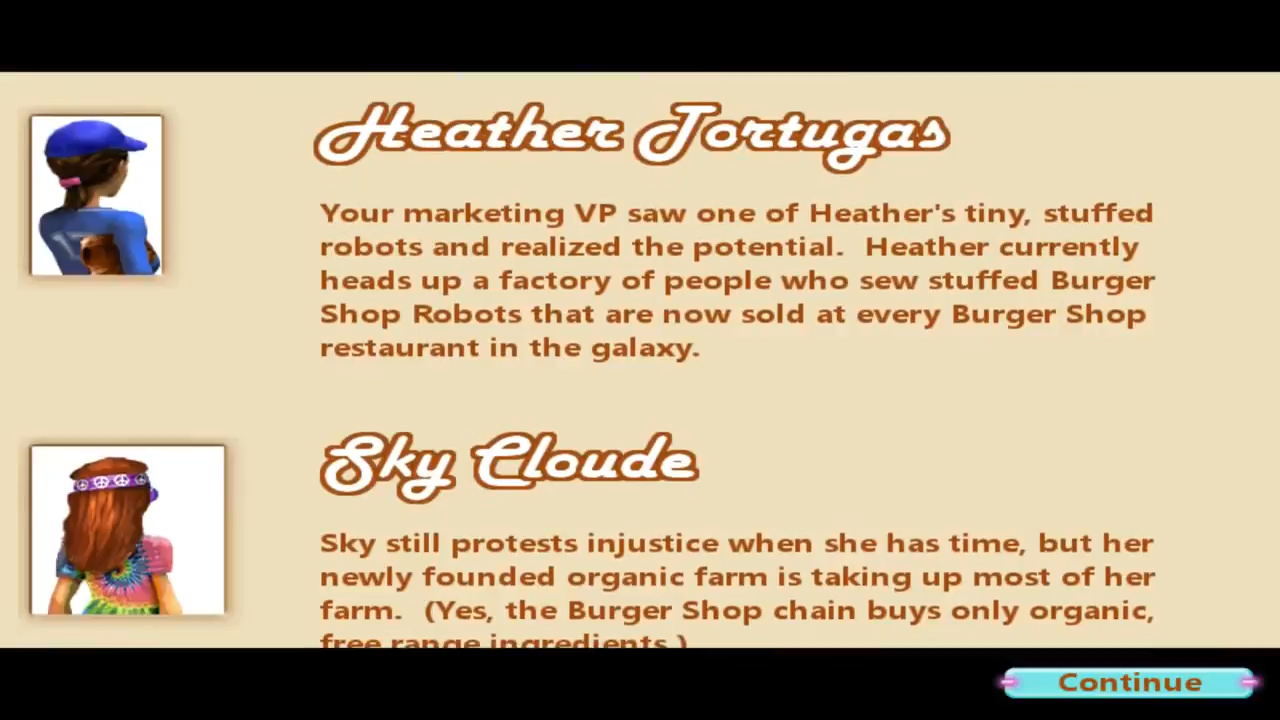 Heather Tortugas
Your marketing VP saw one of Heather's tiny, stuffed
robots and realized the potential.  Heather currently
heads up a factory of people who sew stuffed Burger
Shop Robots that are now sold at every Burger Shop
restaurant in the galaxy.
Sky Cloude
Sky still protests injustice when she has time, but her
newly founded organic farm is taking up most of her
farm.  (Yes, the Burger Shop chain buys only organic,
free range ingredients.)
Continue